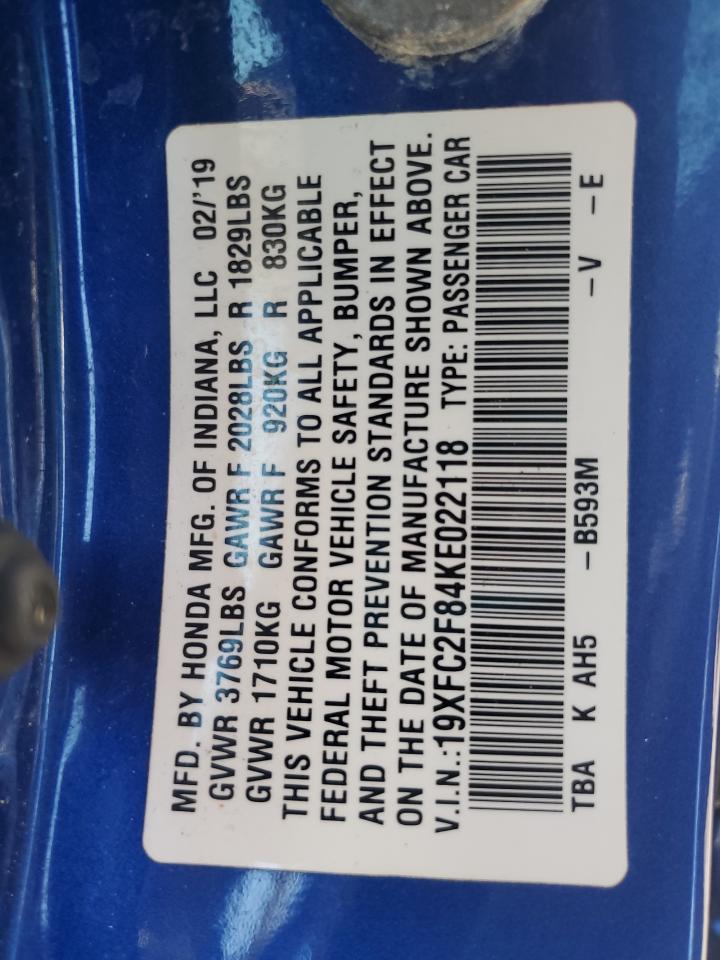 MFD. BY HONDA MFG. OF INDIANA, LLC 02/'19
GVWR 3769LBS GAWR F 2028LBS R 1829LBS
GVWR 1710KG GAWR F 920KG R 830KG
THIS VEHICLE CONFORMS TO ALL APPLICABLE
FEDERAL MOTOR VEHICLE SAFETY, BUMPER,
AND THEFT PREVENTION STANDARDS IN EFFECT
ON THE DATE OF MANUFACTURE SHOWN ABOVE.
V.I.N.:19XFC2F84KE022118 TYPE: PASSENGER CAR
TBA K AH5 -B593M -V -E